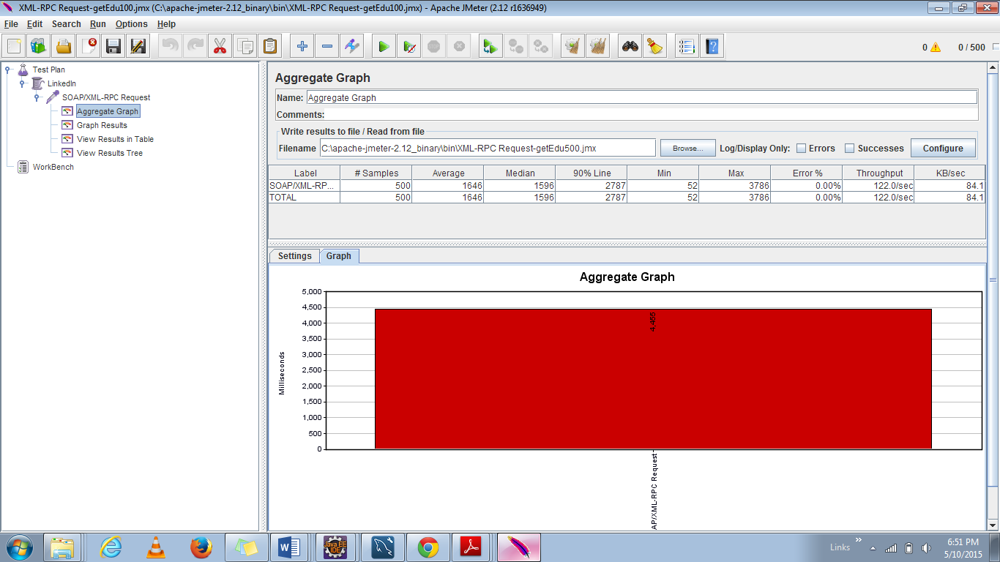 XML-RPC Request-getEdu100.jmx (C:\apache-jmeter-2.12_binary\bin\XML-RPC Request-getEdu100.jmx) - Apache JMeter (2.12 r1636949)
File Edit Search Run Options Help
0 0 / 500
Test Plan
LinkedIn
SOAP/XML-RPC Request
Aggregate Graph
Graph Results
View Results in Table
View Results Tree
WorkBench
Aggregate Graph
Name: Aggregate Graph
Comments:
Write results to file / Read from file
Filename C:\apache-jmeter-2.12_binary\bin\XML-RPC Request-getEdu500.jmx Browse... Log/Display Only: Errors Successes Configure
Label # Samples Average Median 90% Line Min Max Error % Throughput KB/sec
SOAP/XML-RP... 500 1646 1596 2787 52 3786 0.00% 122.0/sec 84.1
TOTAL 500 1646 1596 2787 52 3786 0.00% 122.0/sec 84.1
Settings Graph
Aggregate Graph
5,000
4,500
4,000
3,500
3,000
2,500
2,000
1,500
1,000
500
0
Milliseconds
AP/XML-RPC Request
Java EE
IDE
Links
6:51 PM
5/10/2015